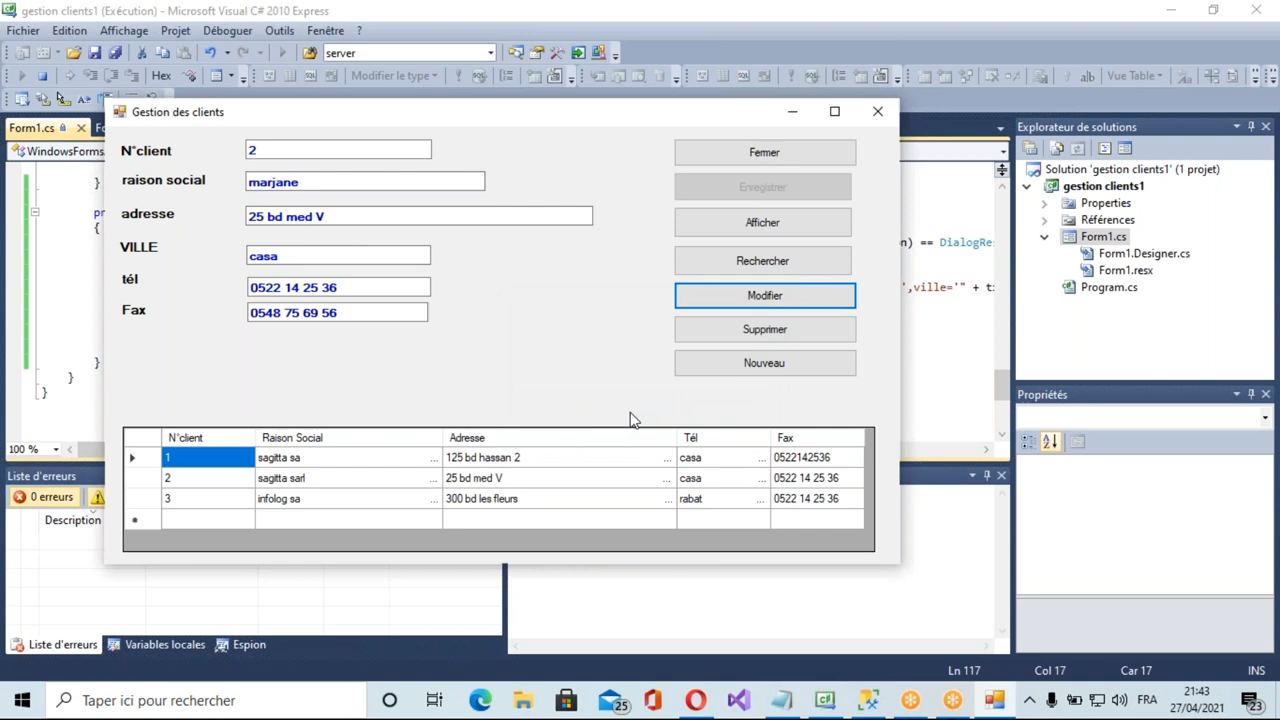 gestion clients1 (Exécution) - Microsoft Visual C# 2010 Express
Fichier Edition Affichage Projet Déboguer Outils Fenêtre ?
server
Hex Modifier le type Vue Table
Form1.cs
WindowsForms
Gestion des clients
N°client 2
raison social marjane
adresse 25 bd med V
VILLE casa
tél 0522 14 25 36
Fax 0548 75 69 56
Fermer
Enregistrer
Afficher
Rechercher
Modifier
Supprimer
Nouveau
N°client Raison Social Adresse Tél Fax
1 sagitta sa ... 125 bd hassan 2 ... casa ... 0522142536
2 sagitta sarl ... 25 bd med V ... casa ... 0522 14 25 36
3 infolog sa ... 300 bd les fleurs ... rabat ... 0522 14 25 36
}
{
}
}
}
) == DialogRes
',ville='" + ti
100 %
Liste d'erreurs
0 erreurs
Description
Liste d'erreurs Variables locales Espion
Explorateur de solutions
Solution 'gestion clients1' (1 projet)
gestion clients1
Properties
Références
Form1.cs
Form1.Designer.cs
Form1.resx
Program.cs
Propriétés
Ln 117 Col 17 Car 17 INS
Taper ici pour rechercher
25
FRA
21:43
27/04/2021
23